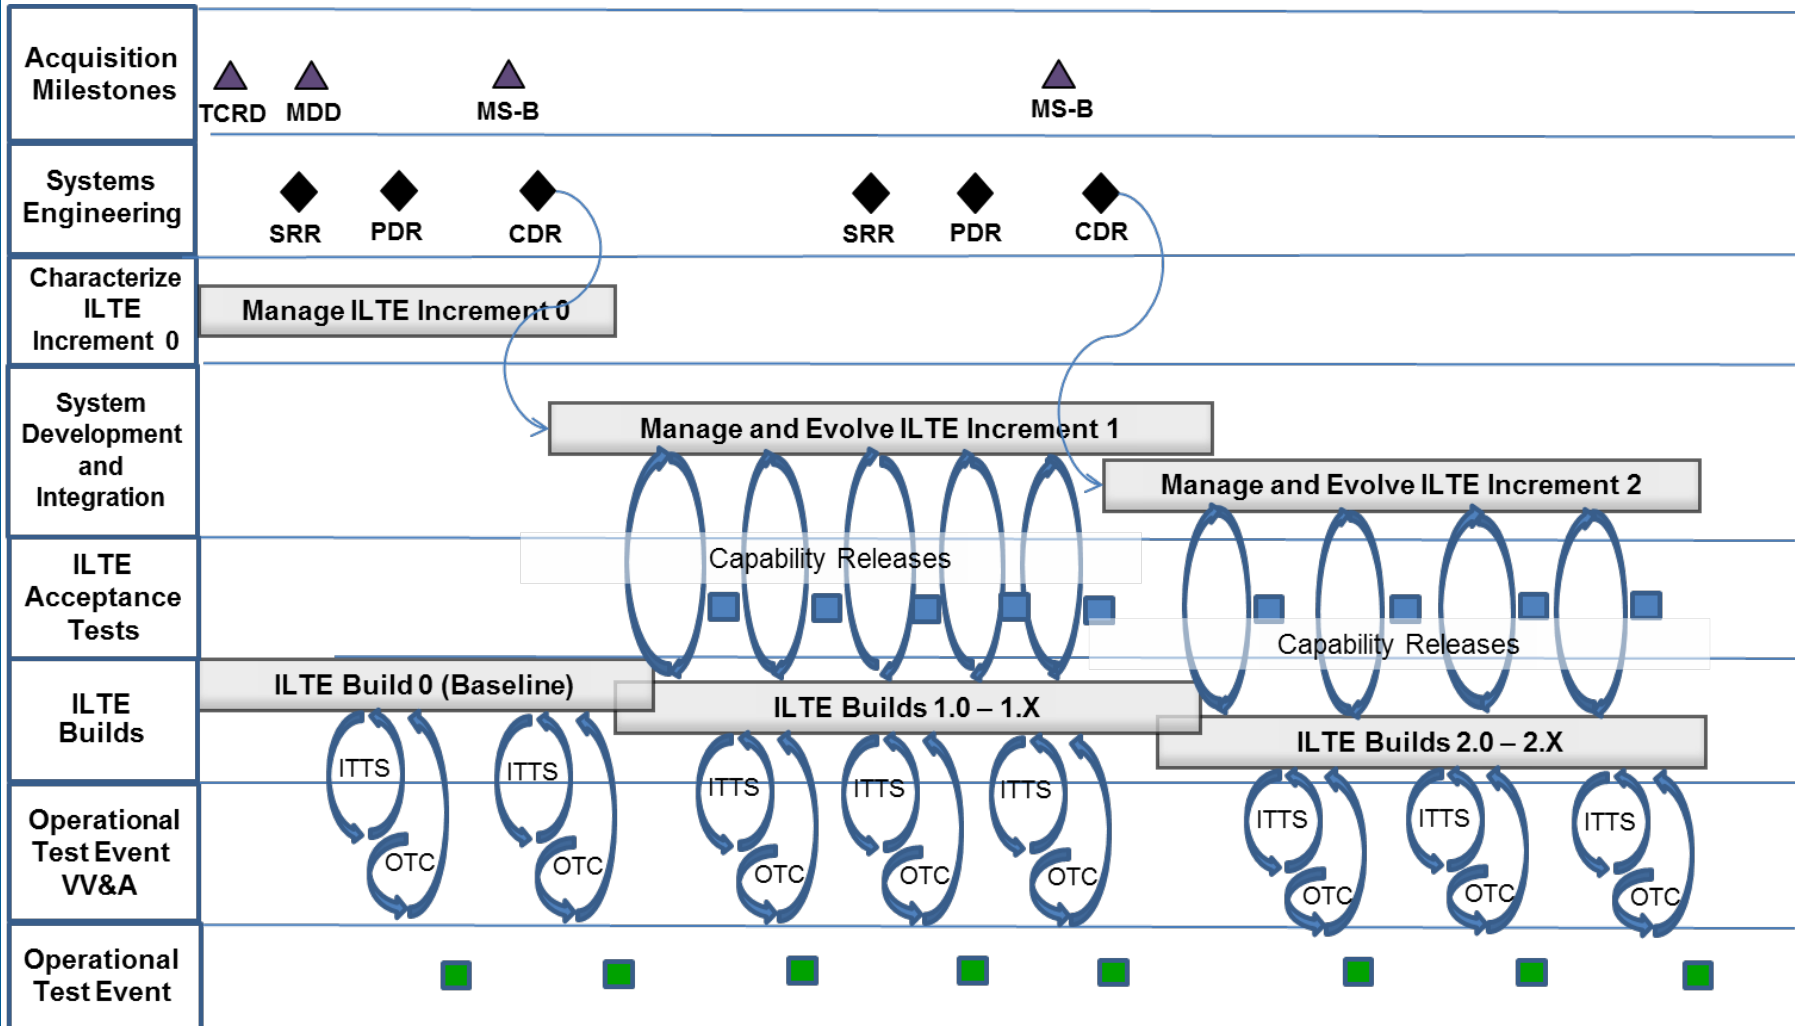 Acquisition
Milestones
TCRD
MDD
MS-B
MS-B
Systems
Engineering
SRR
PDR
CDR
SRR
PDR
CDR
Characterize
ILTE
Increment 0
Manage ILTE Increment 0
System
Development
and
Integration
Manage and Evolve ILTE Increment 1
Manage and Evolve ILTE Increment 2
ILTE
Acceptance
Tests
Capability Releases
Capability Releases
ILTE
Builds
ILTE Build 0 (Baseline)
ILTE Builds 1.0 – 1.X
ILTE Builds 2.0 – 2.X
ITTS
ITTS
ITTS
ITTS
ITTS
ITTS
ITTS
ITTS
Operational
Test Event
VV&A
OTC
OTC
OTC
OTC
OTC
OTC
OTC
OTC
Operational
Test Event